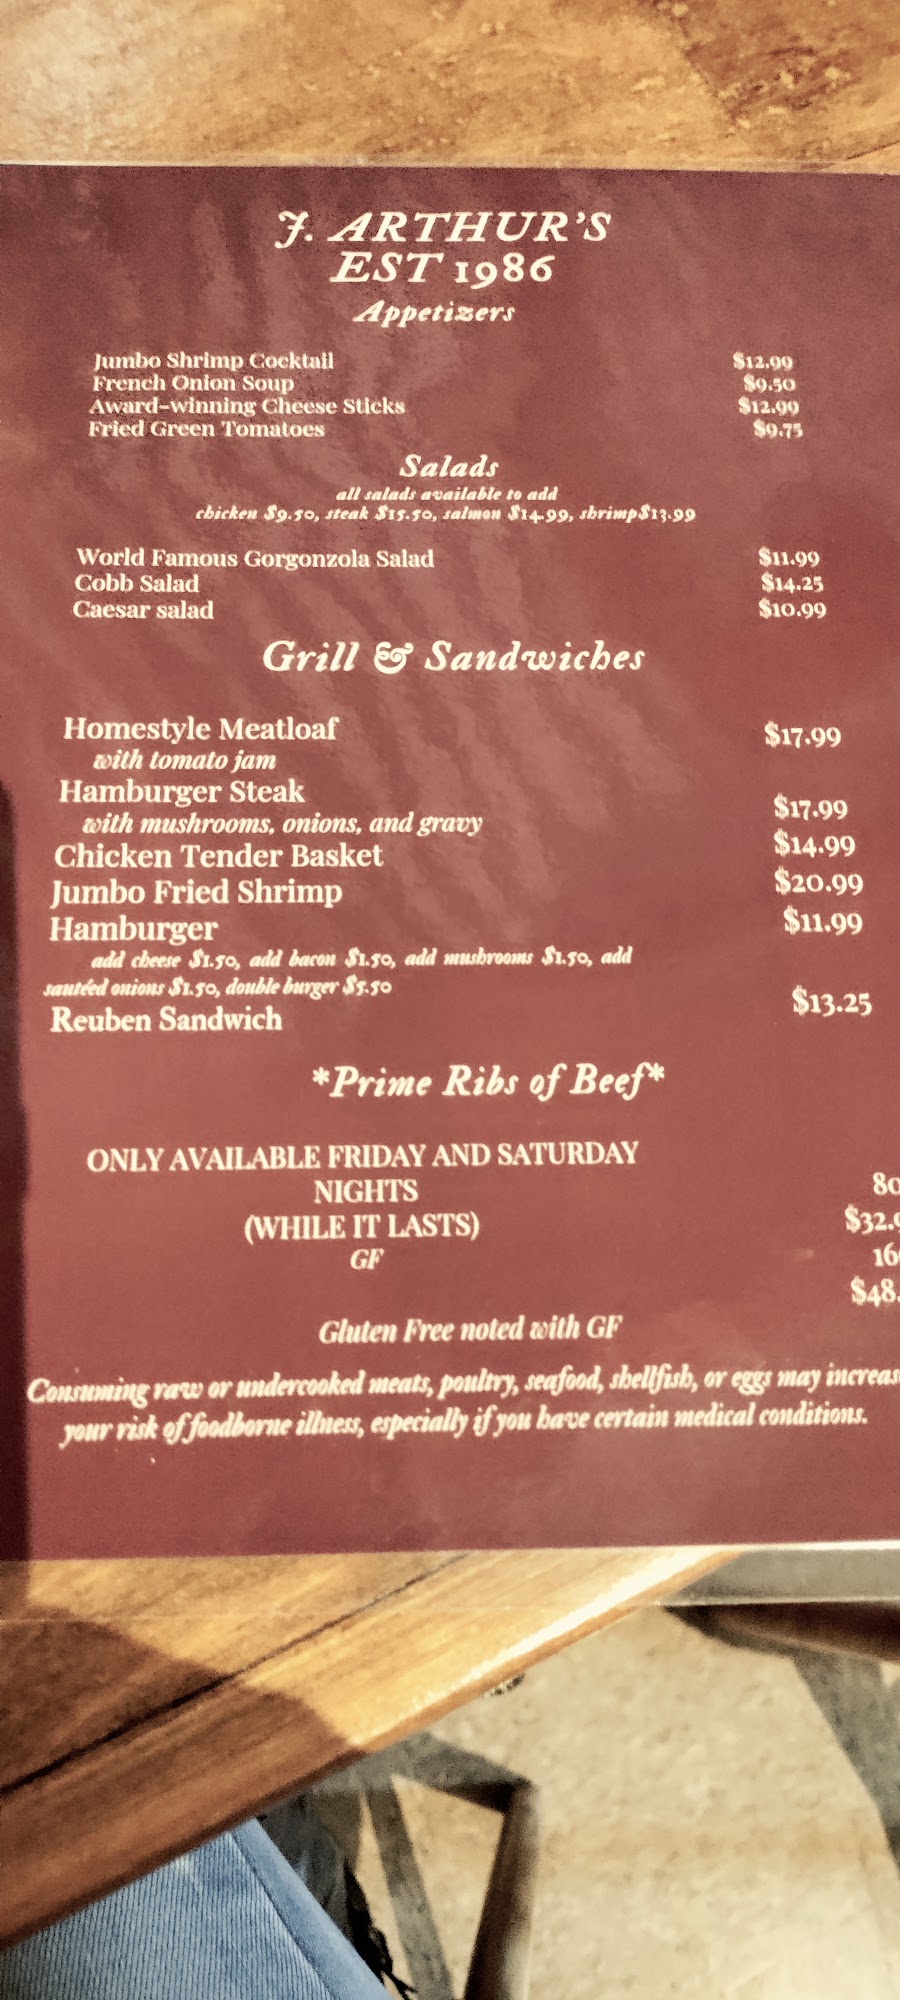 J. ARTHUR'S
EST 1986
Appetizers
Jumbo Shrimp Cocktail $12.99
French Onion Soup $9.50
Award-winning Cheese Sticks $12.99
Fried Green Tomatoes $9.75
Salads
all salads available to add
chicken $9.50, steak $15.50, salmon $14.99, shrimp$13.99
World Famous Gorgonzola Salad $11.99
Cobb Salad $14.25
Caesar salad $10.99
Grill & Sandwiches
Homestyle Meatloaf $17.99
with tomato jam
Hamburger Steak $17.99
with mushrooms, onions, and gravy
Chicken Tender Basket $14.99
Jumbo Fried Shrimp $20.99
Hamburger $11.99
add cheese $1.50, add bacon $1.50, add mushrooms $1.50, add
sautéed onions $1.50, double burger $5.50
Reuben Sandwich $13.25
*Prime Ribs of Beef*
ONLY AVAILABLE FRIDAY AND SATURDAY
NIGHTS
(WHILE IT LASTS)
GF
Gluten Free noted with GF
Consuming raw or undercooked meats, poultry, seafood, shellfish, or eggs may increas
your risk of foodborne illness, especially if you have certain medical conditions.